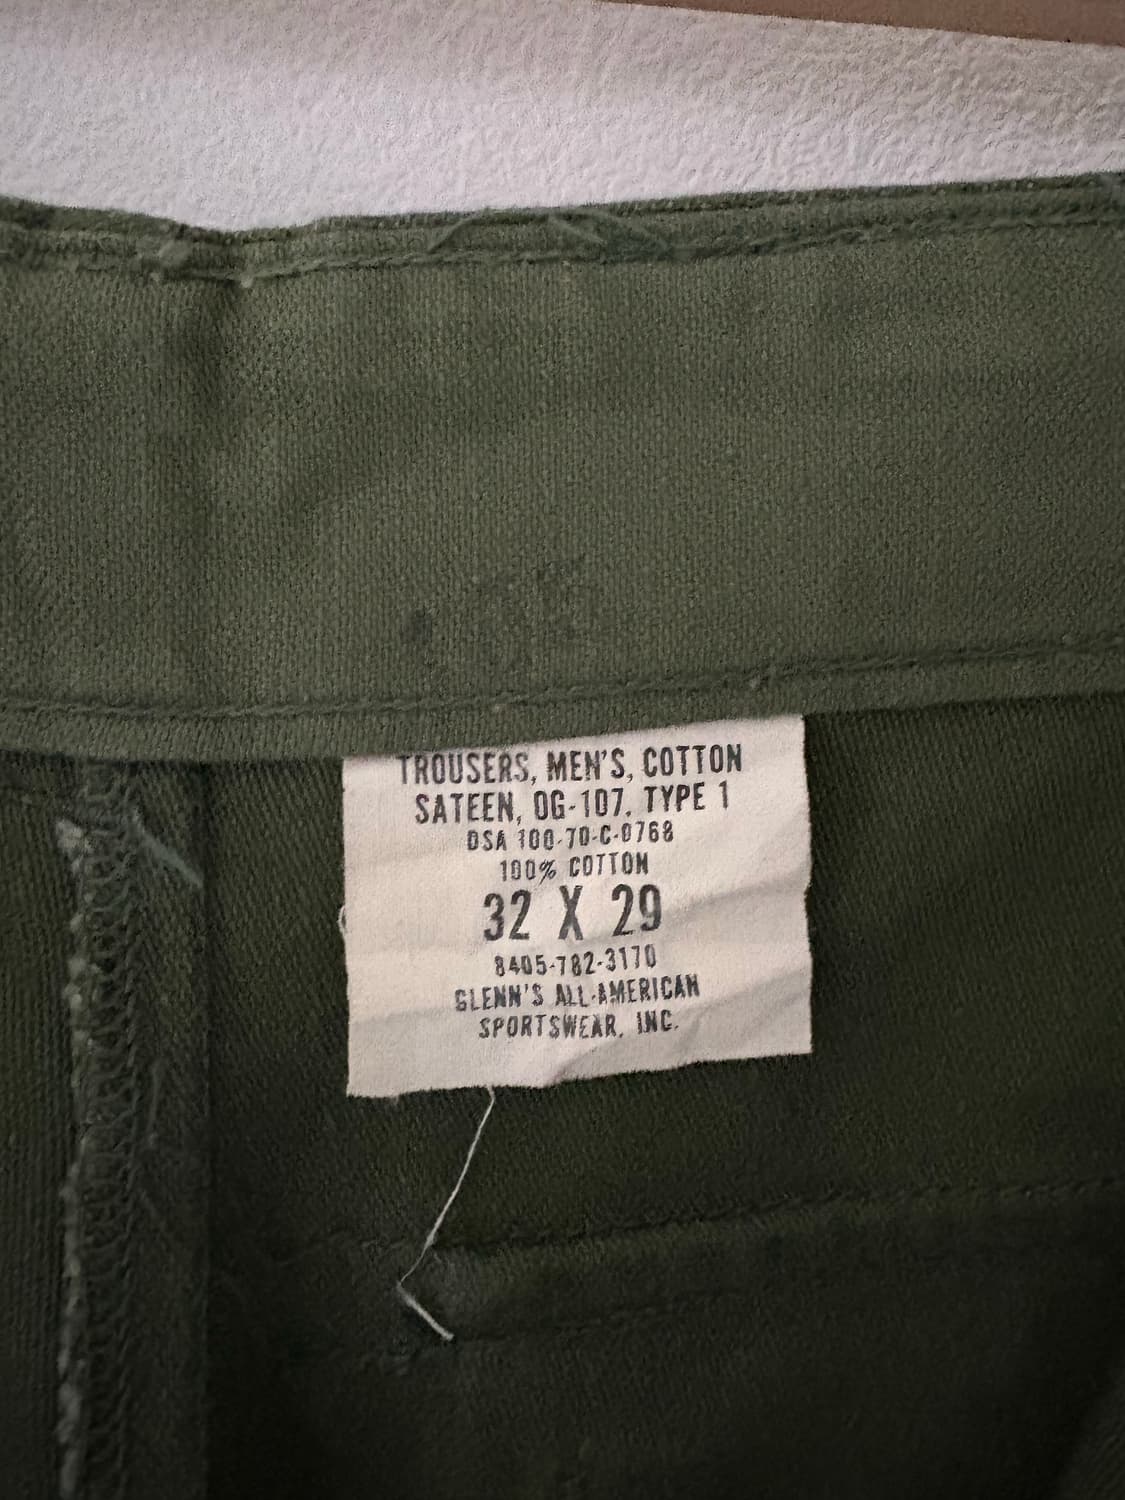 TROUSERS, MEN'S, COTTON
SATEEN, OG-107, TYPE 1
DSA 100-70-C-0768
100% COTTON
32 X 29
8405-782-3170
GLENN'S ALL-AMERICAN
SPORTSWEAR, INC.